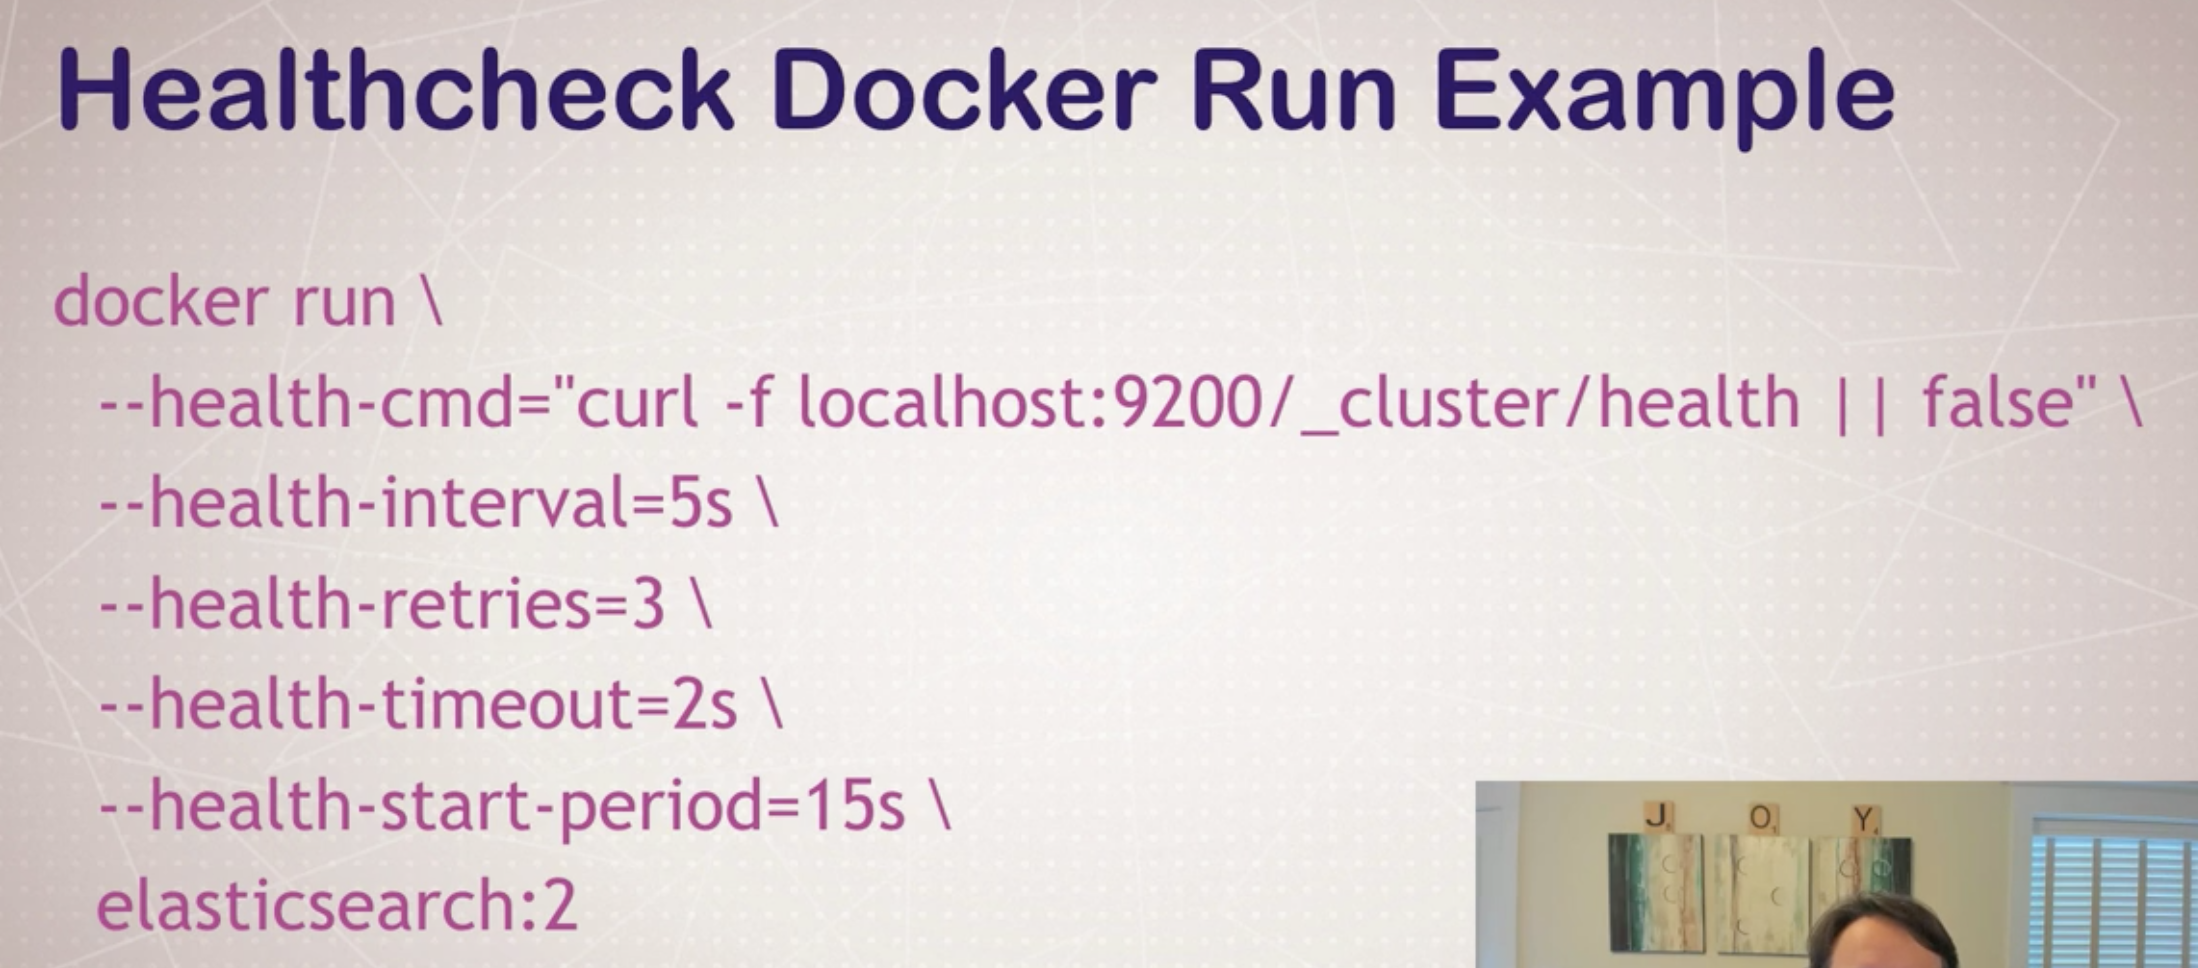 Healthcheck Docker Run Example
docker run \
--health-cmd="curl -f localhost:9200/_cluster/health || false" \
--health-interval=5s \
--health-retries=3 \
--health-timeout=2s \
--health-start-period=15s \
elasticsearch:2
J O Y